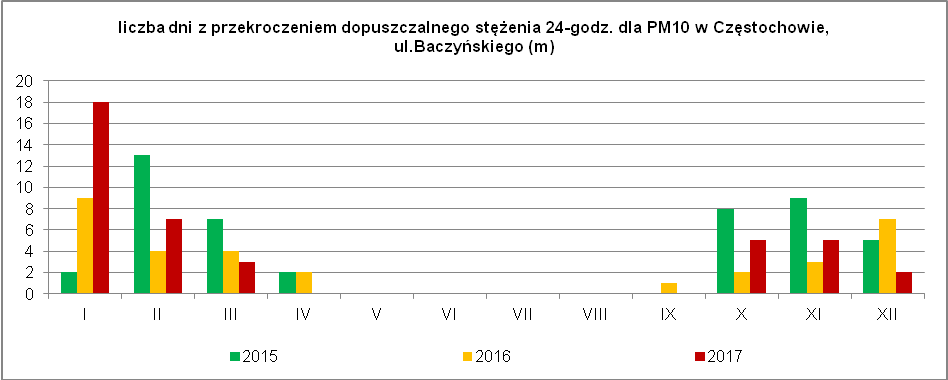 liczba dni z przekroczeniem dopuszczalnego stężenia 24-godz. dla PM10 w Częstochowie,
ul.Baczyńskiego (m)
20
18
16
14
12
10
8
6
4
2
0
I II III IV V VI VII VIII IX X XI XII
2015 2016 2017